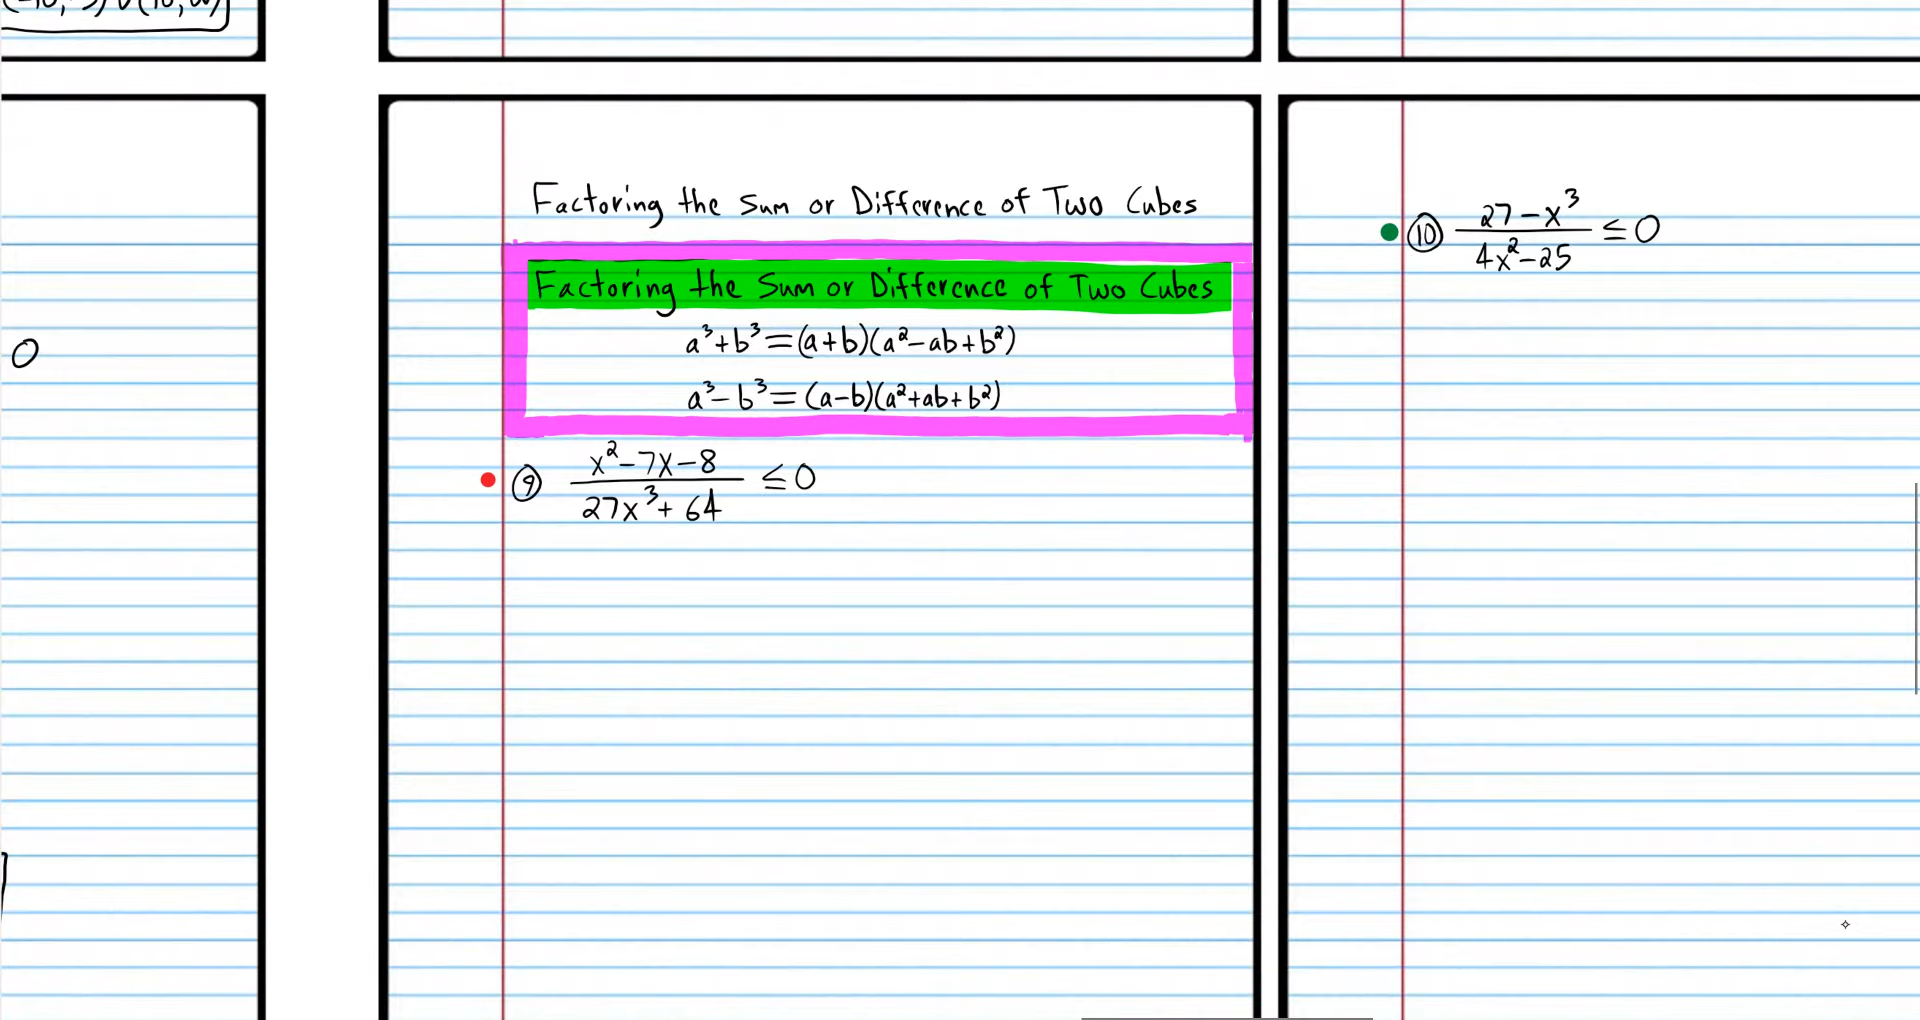 0
Factoring the Sum or Difference of Two Cubes
Factoring the Sum or Difference of Two Cubes
a³+b³=(a+b)(a²-ab+b²)
a³-b³=(a-b)(a²+ab+b²)
⑨ (x²-7x-8)/(27x³+64) ≤0
⑩ (27-x³)/(4x²-25) ≤0